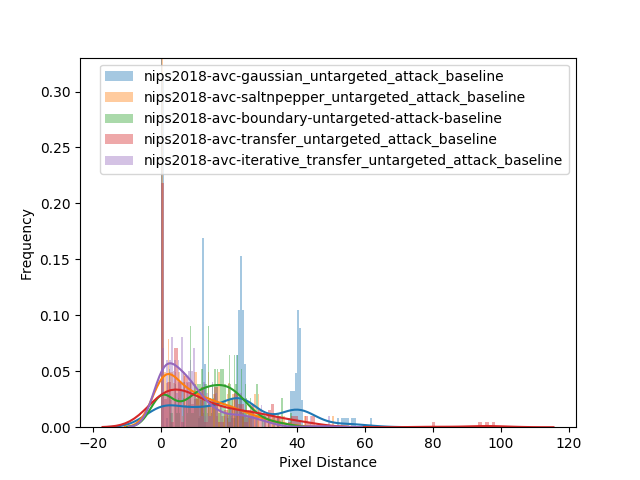 nips2018-avc-gaussian_untargeted_attack_baseline
nips2018-avc-saltnpepper_untargeted_attack_baseline
nips2018-avc-boundary-untargeted-attack-baseline
nips2018-avc-transfer_untargeted_attack_baseline
nips2018-avc-iterative_transfer_untargeted_attack_baseline
0.30
0.25
0.20
0.15
0.10
0.05
0.00
Frequency
−20 0 20 40 60 80 100 120
Pixel Distance